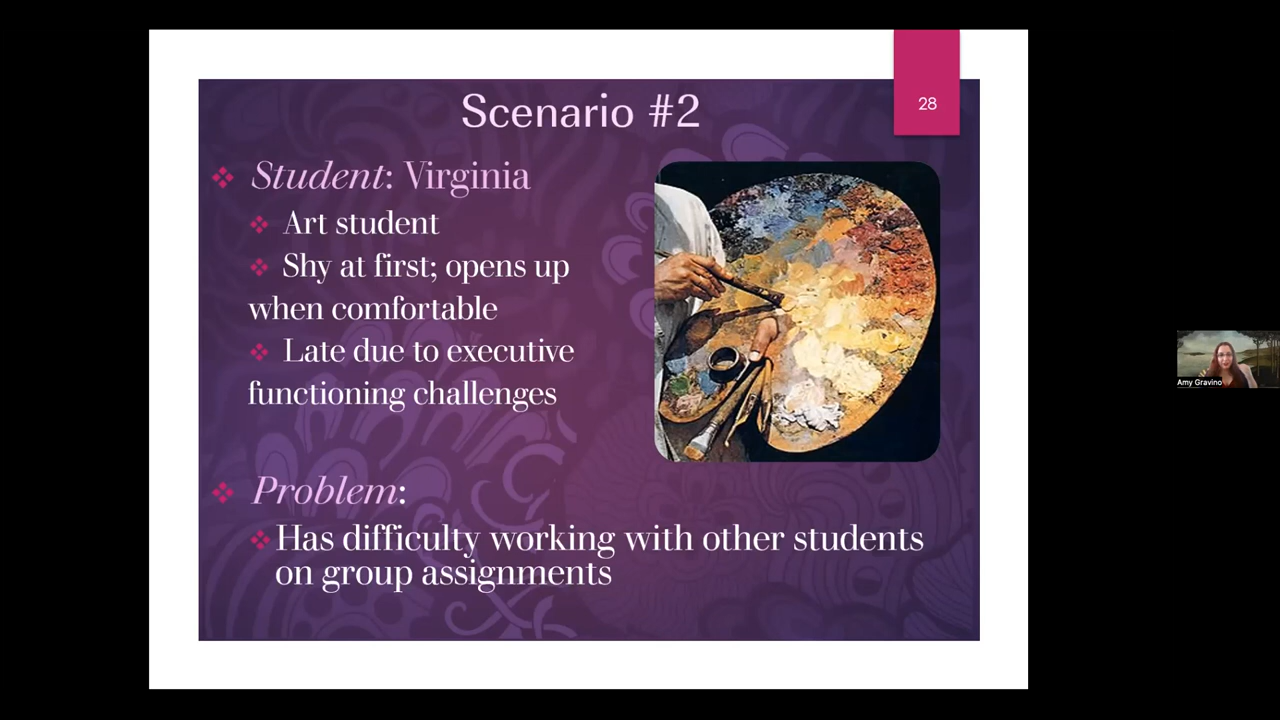 28
Scenario #2
❖ Student: Virginia
❖ Art student
❖ Shy at first; opens up
when comfortable
❖ Late due to executive
functioning challenges
❖ Problem:
❖ Has difficulty working with other students
on group assignments
Amy Gravino